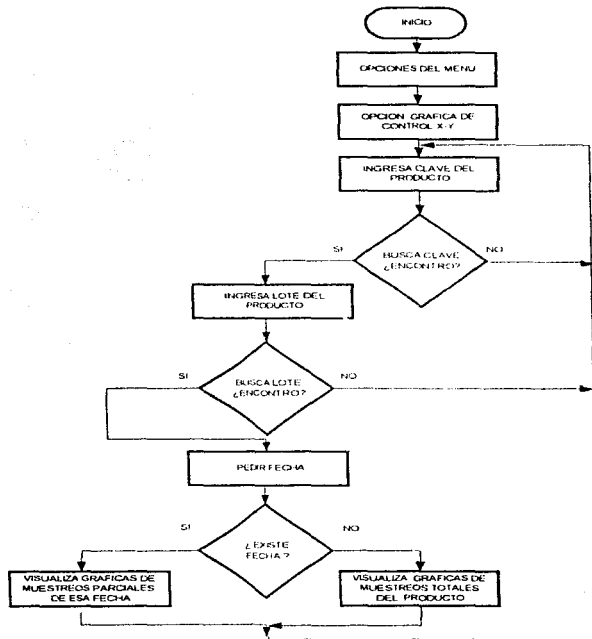 INICIO
OPCIONES DEL MENU
OPCION GRAFICA DE
CONTROL X-Y
INGRESA CLAVE DEL
PRODUCTO
SI
BUSCA CLAVE
¿ENCONTRO?
NO
INGRESA LOTE DEL
PRODUCTO
SI
BUSCA LOTE
¿ENCONTRO?
NO
PEDIR FECHA
SI
¿EXISTE
FECHA?
NO
VISUALIZA GRAFICAS DE
MUESTREOS PARCIALES
DE ESA FECHA
VISUALIZA GRAFICAS DE
MUESTREOS TOTALES
DEL PRODUCTO